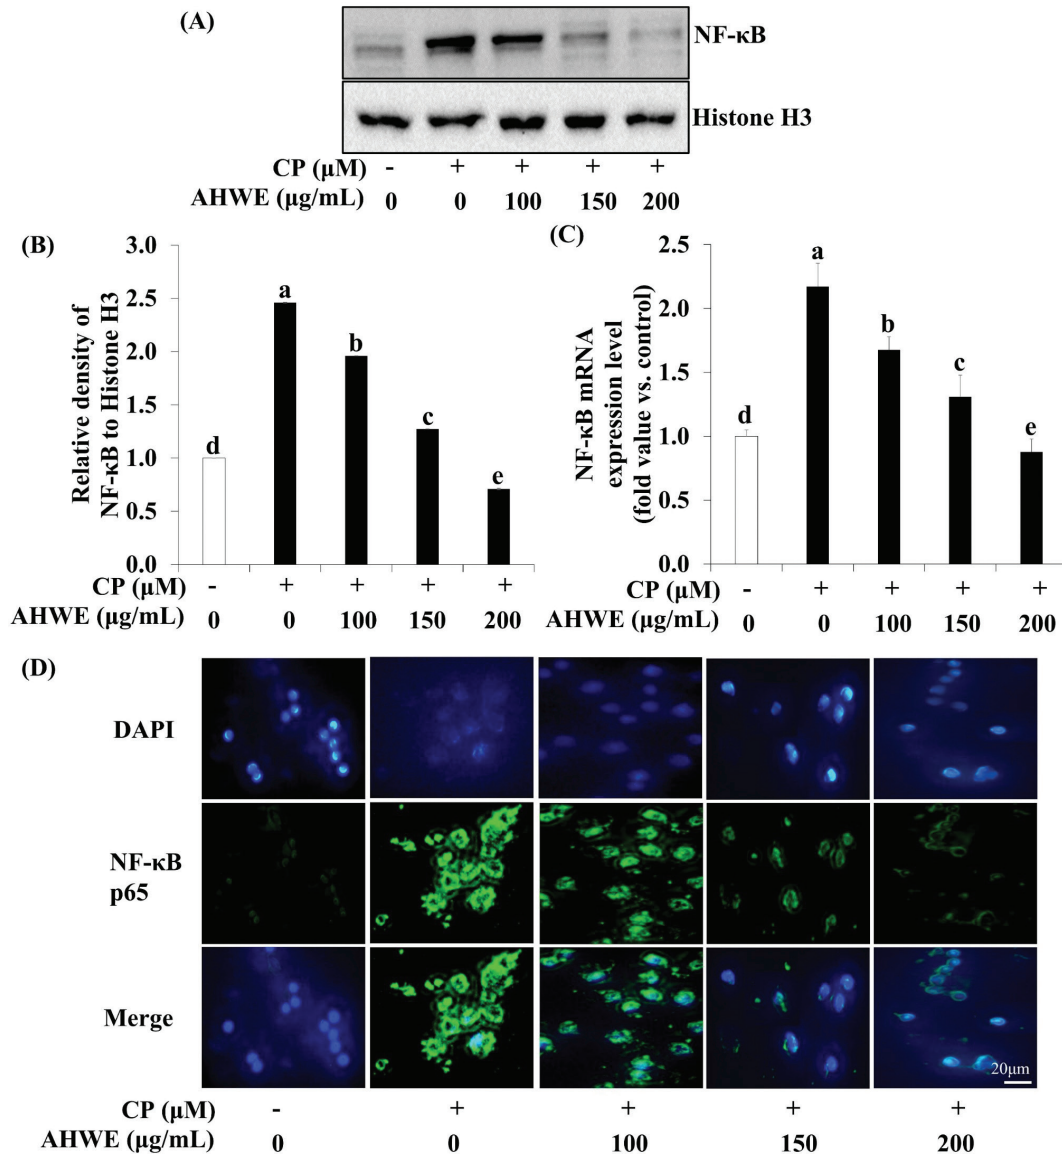 (A)
NF-κB
Histone H3
CP (μM) - + + + +
AHWE (μg/mL) 0 0 100 150 200
(B)
Relative density of
NF-κB to Histone H3
3.0
2.5
2.0
1.5
1.0
0.5
0.0
d a b c e
CP (μM) - + + + +
AHWE (μg/mL) 0 0 100 150 200
(C)
NF-κB mRNA
expression level
(fold value vs. control)
2.5
2.0
1.5
1.0
0.5
0.0
d a b c e
CP (μM) - + + + +
AHWE (μg/mL) 0 0 100 150 200
(D)
DAPI
NF-κB
p65
Merge
20μm
CP (μM) - + + + +
AHWE (μg/mL) 0 0 100 150 200